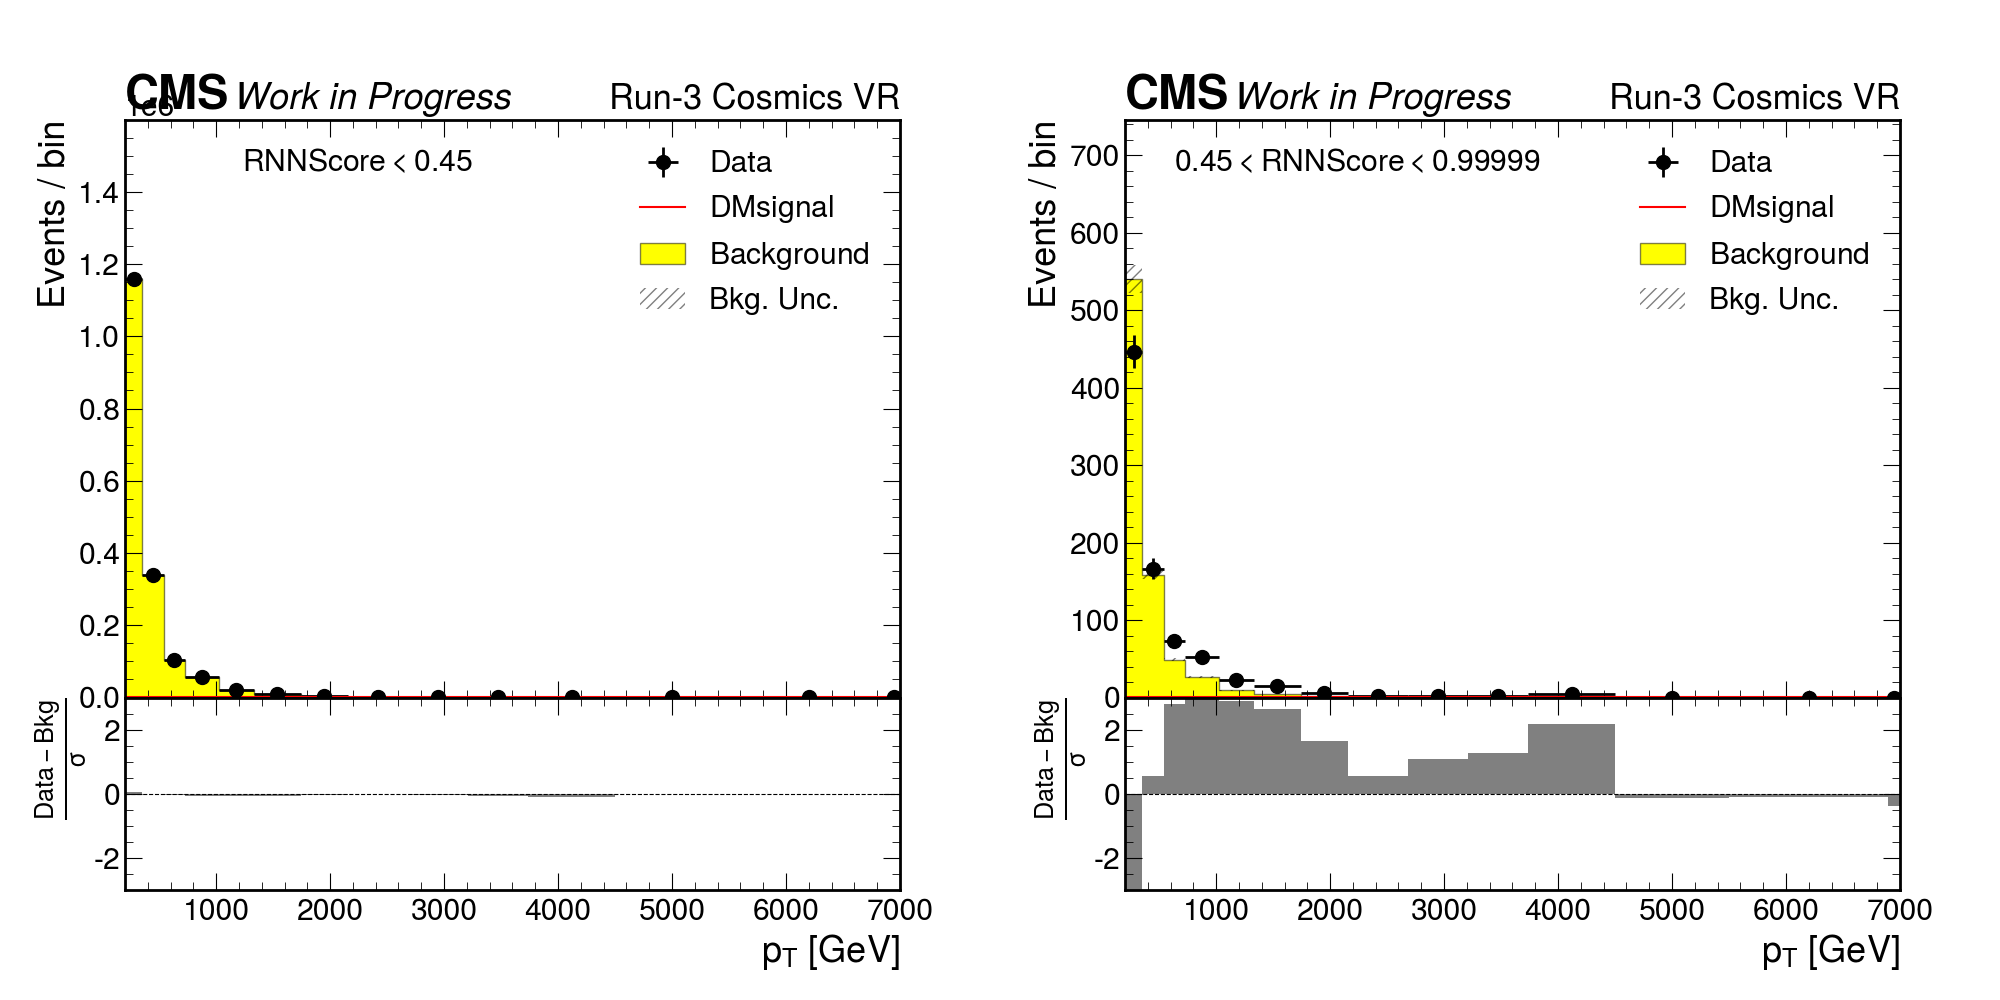 CMS Work in Progress Run-3 Cosmics VR
1e6
Events / bin
RNNScore < 0.45
Data
DMsignal
Background
Bkg. Unc.
1.4
1.2
1.0
0.8
0.6
0.4
0.2
0.0
Data – Bkg
σ
2
0
-2
1000 2000 3000 4000 5000 6000 7000
pT [GeV]
CMS Work in Progress Run-3 Cosmics VR
Events / bin
0.45 < RNNScore < 0.99999
Data
DMsignal
Background
Bkg. Unc.
700
600
500
400
300
200
100
0
Data – Bkg
σ
2
0
-2
1000 2000 3000 4000 5000 6000 7000
pT [GeV]